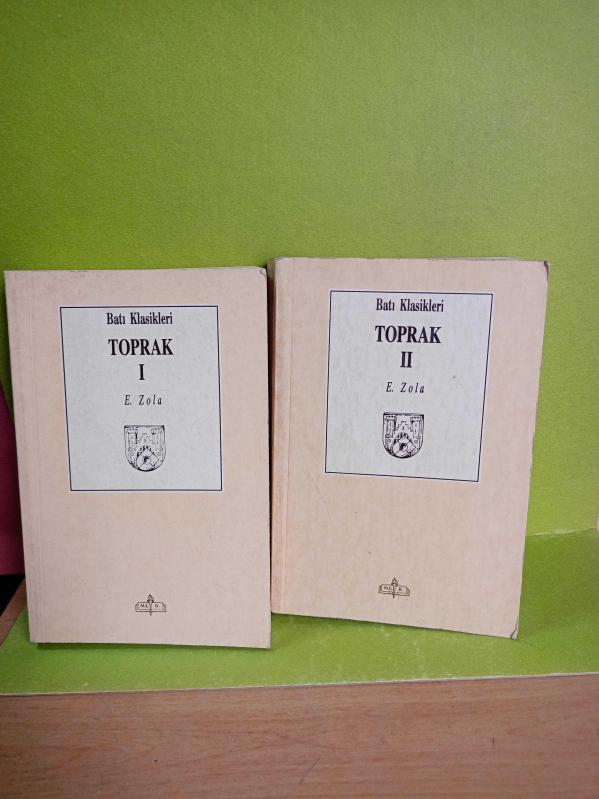 Batı Klasikleri
TOPRAK
I
E. Zola
M.E. B.
Batı Klasikleri
TOPRAK
II
E. Zola
M.E. B.